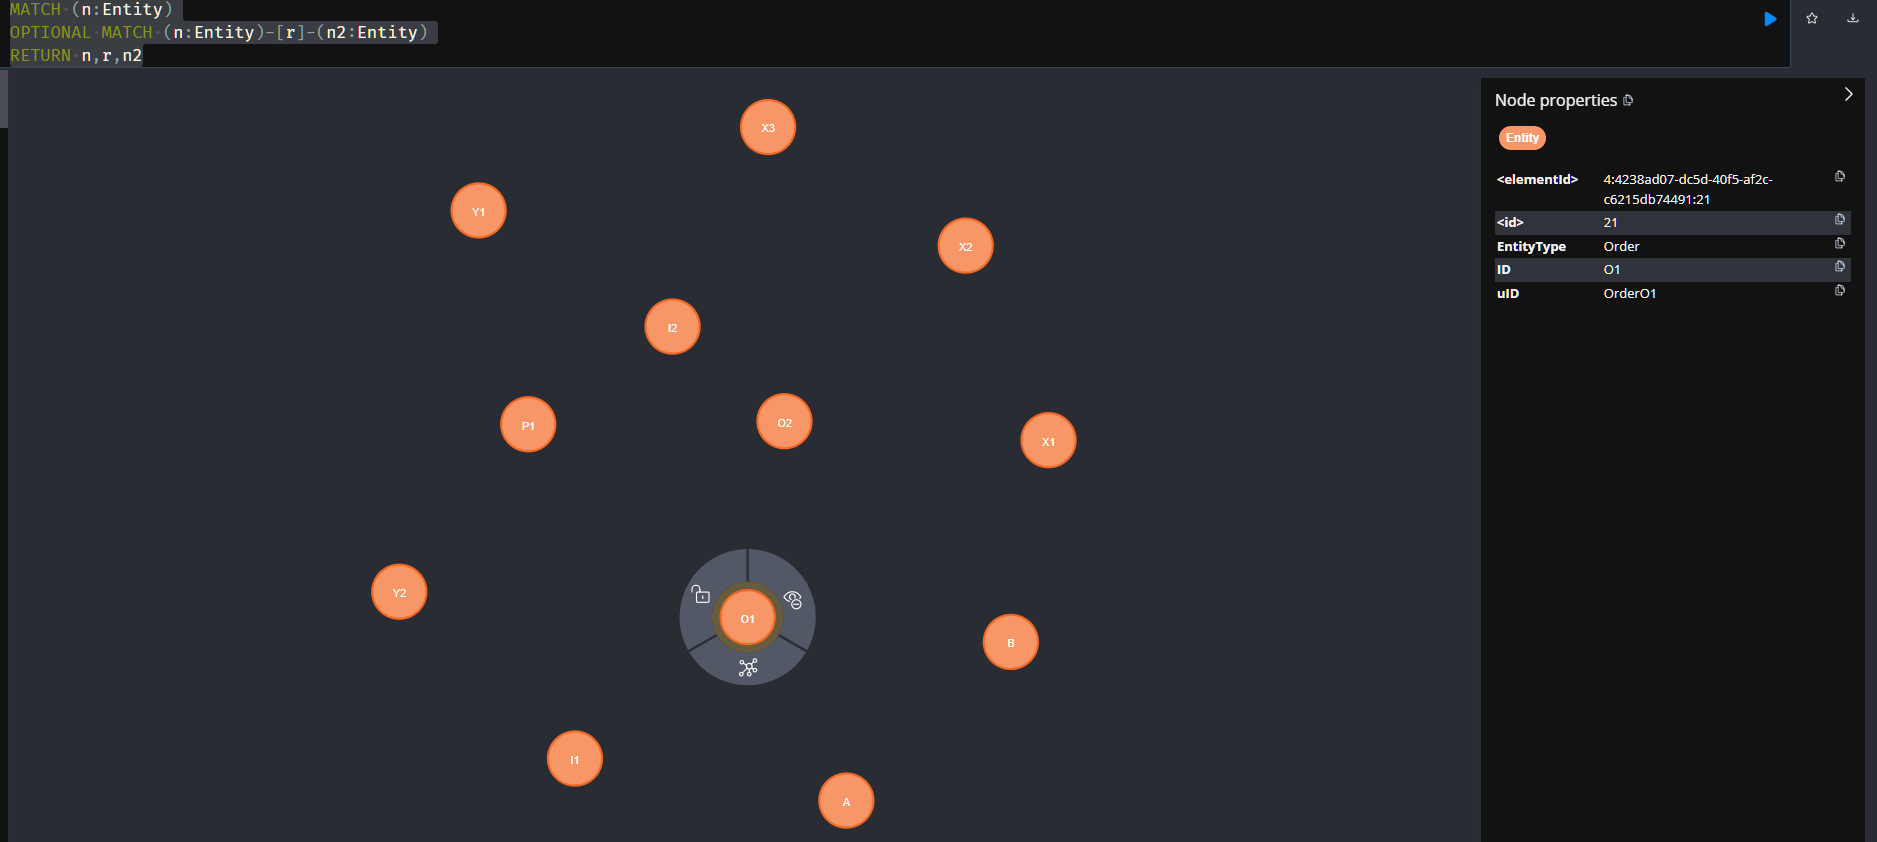 MATCH (n:Entity)
OPTIONAL MATCH (n:Entity)-[r]-(n2:Entity)
RETURN n,r,n2
Node properties
Entity
<elementId> 4:4238ad07-dc5d-40f5-af2c-
c6215db74491:21
<id> 21
EntityType Order
ID O1
uID OrderO1
X3
Y1
X2
I2
P1
O2
X1
Y2
O1
B
I1
A